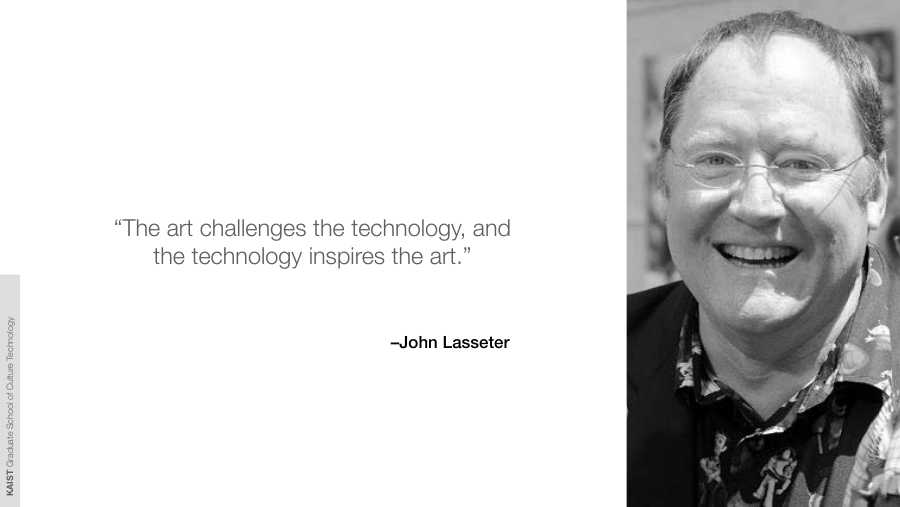 “The art challenges the technology, and
the technology inspires the art.”
–John Lasseter
KAIST Graduate School of Culture Technology